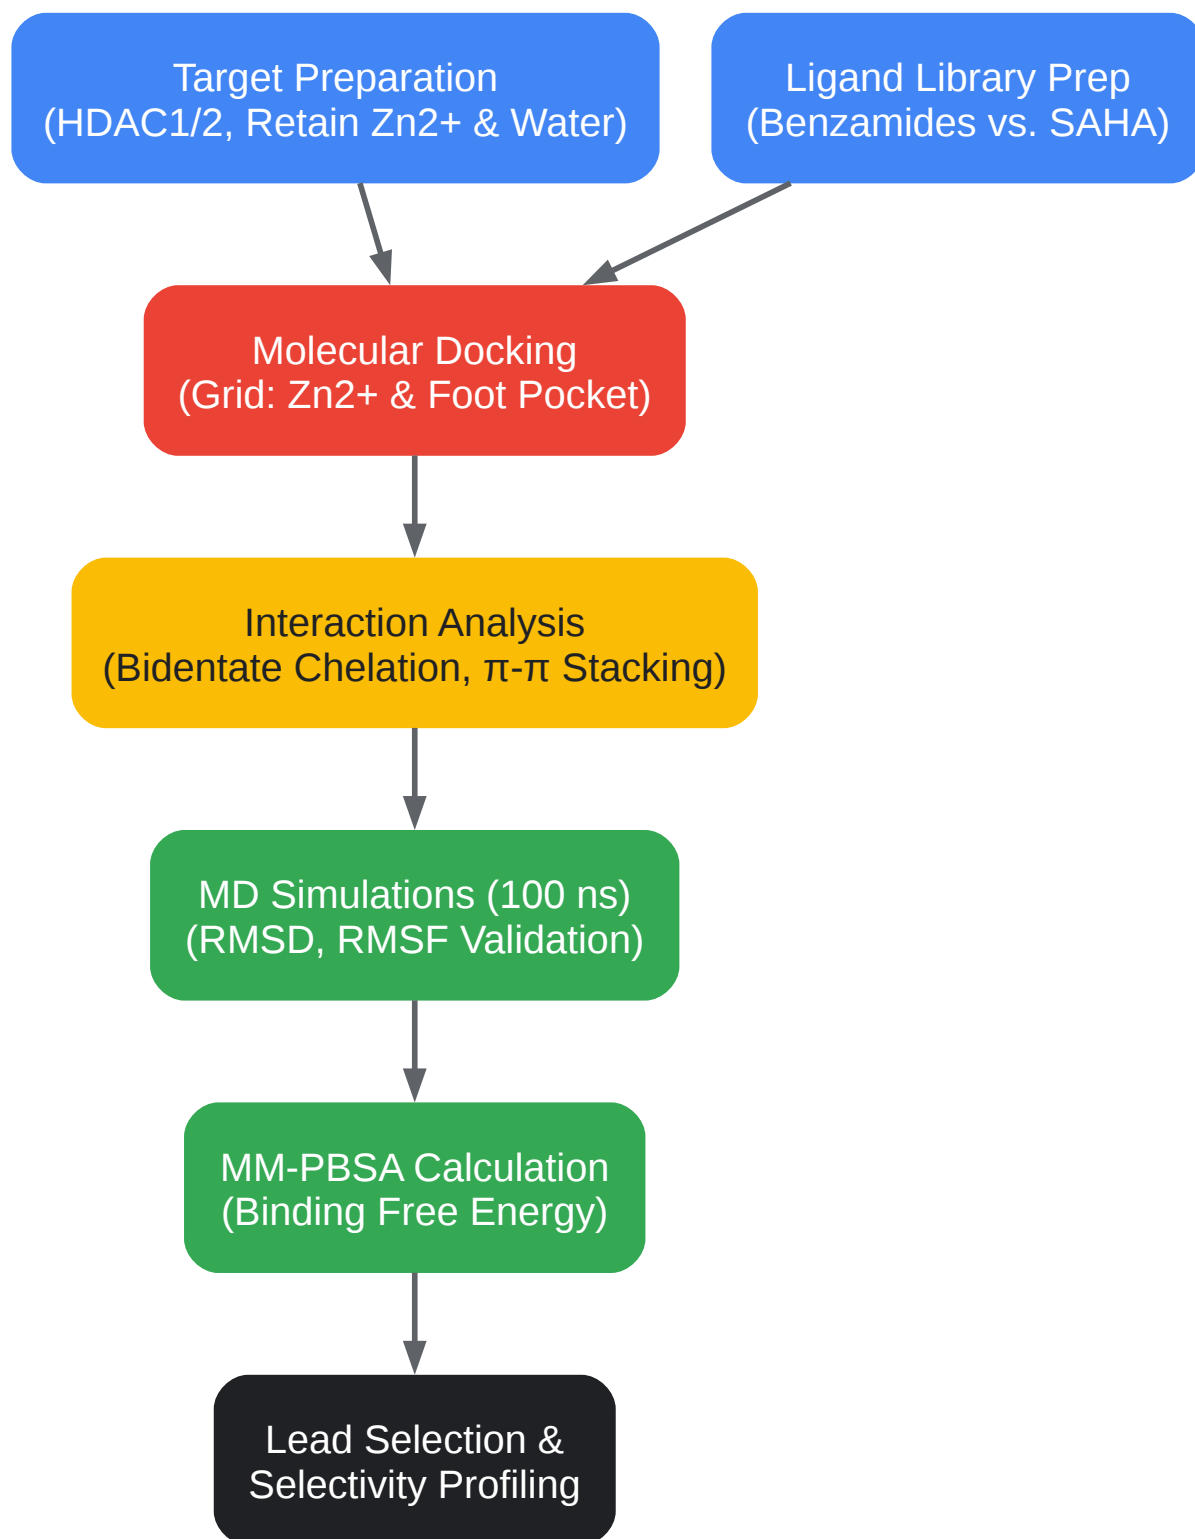 Target Preparation
(HDAC1/2, Retain Zn2+ & Water)
Ligand Library Prep
(Benzamides vs. SAHA)
Molecular Docking
(Grid: Zn2+ & Foot Pocket)
Interaction Analysis
(Bidentate Chelation, π-π Stacking)
MD Simulations (100 ns)
(RMSD, RMSF Validation)
MM-PBSA Calculation
(Binding Free Energy)
Lead Selection &
Selectivity Profiling